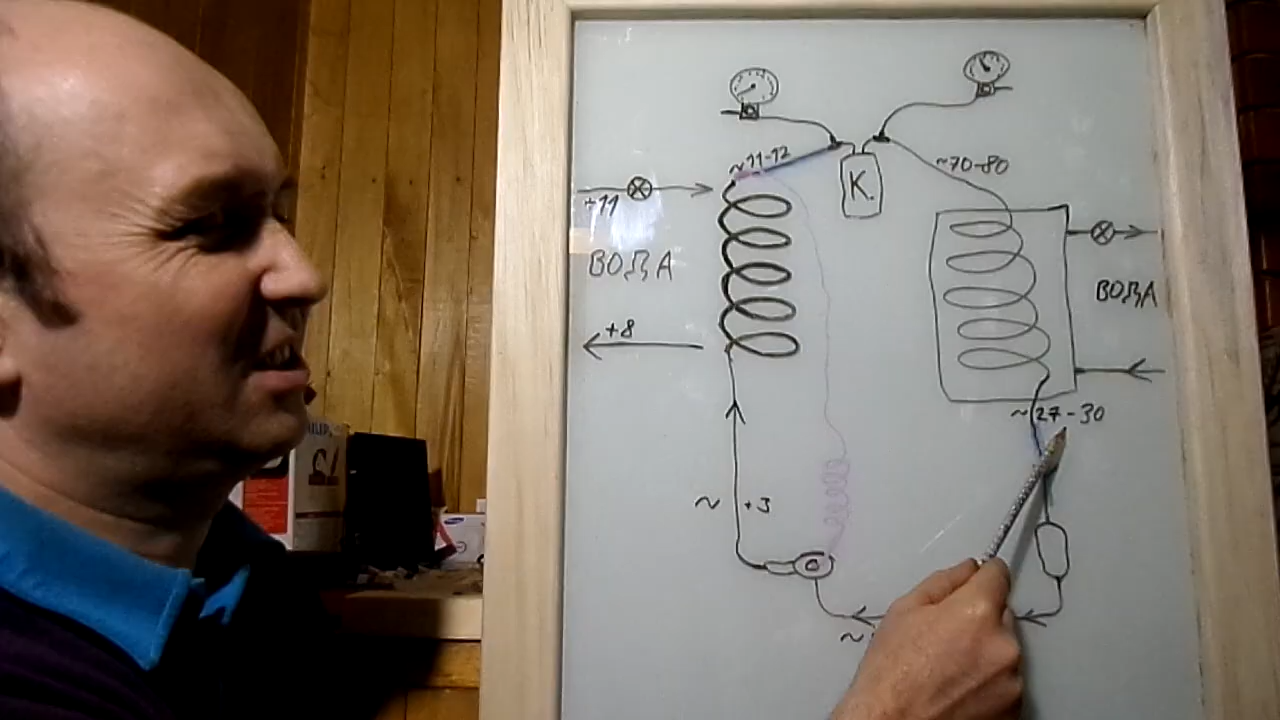 ~11-12
K.
~70-80
+11
ВОДА
ВОДА
+8
~27-30
~ +3
~